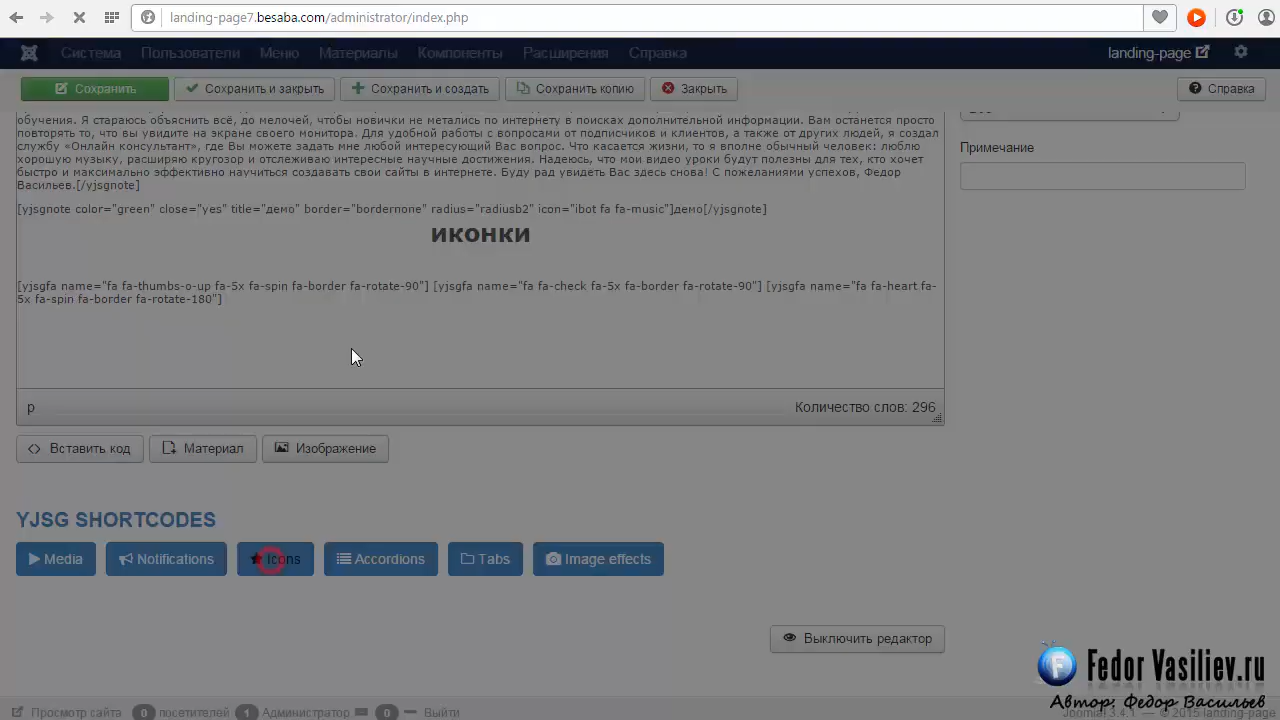 landing-page7.besaba.com/administrator/index.php
Система Пользователи Меню Материалы Компоненты Расширения Справка landing-page
Сохранить Сохранить и закрыть Сохранить и создать Сохранить копию Закрыть Справка
обучения. Я стараюсь объяснить всё, до мелочей, чтобы новички не метались по интернету в поисках дополнительной информации. Вам останется просто
повторять то, что вы увидите на экране своего монитора. Для удобной работы с вопросами от подписчиков и клиентов, а также от других людей, я создал
службу «Онлайн консультант», где Вы можете задать мне любой интересующий Вас вопрос. Что касается жизни, то я вполне обычный человек: люблю
хорошую музыку, расширяю кругозор и отслеживаю интересные научные достижения. Надеюсь, что мои видео уроки будут полезны для тех, кто хочет
быстро и максимально эффективно научиться создавать свои сайты в интернете. Буду рад увидеть Вас здесь снова! С пожеланиями успехов, Федор
Васильев.[/yjsgnote]
Примечание
[yjsgnote color="green" close="yes" title="демо" border="bordernone" radius="radiusb2" icon="ibot fa fa-music"]демо[/yjsgnote]
иконки
[yjsgfa name="fa fa-thumbs-o-up fa-5x fa-spin fa-border fa-rotate-90"] [yjsgfa name="fa fa-check fa-5x fa-border fa-rotate-90"] [yjsgfa name="fa fa-heart fa-
5x fa-spin fa-border fa-rotate-180"]
p Количество слов: 296
Вставить код Материал Изображение
YJSG SHORTCODES
Media Notifications Icons Accordions Tabs Image effects
Выключить редактор
Fedor Vasiliev.ru
Автор: Федор Васильев
Просмотр сайта 0 посетителей 1 Администратор 0 Выйти Joomla! 3.4.1 — © 2015 landing-page